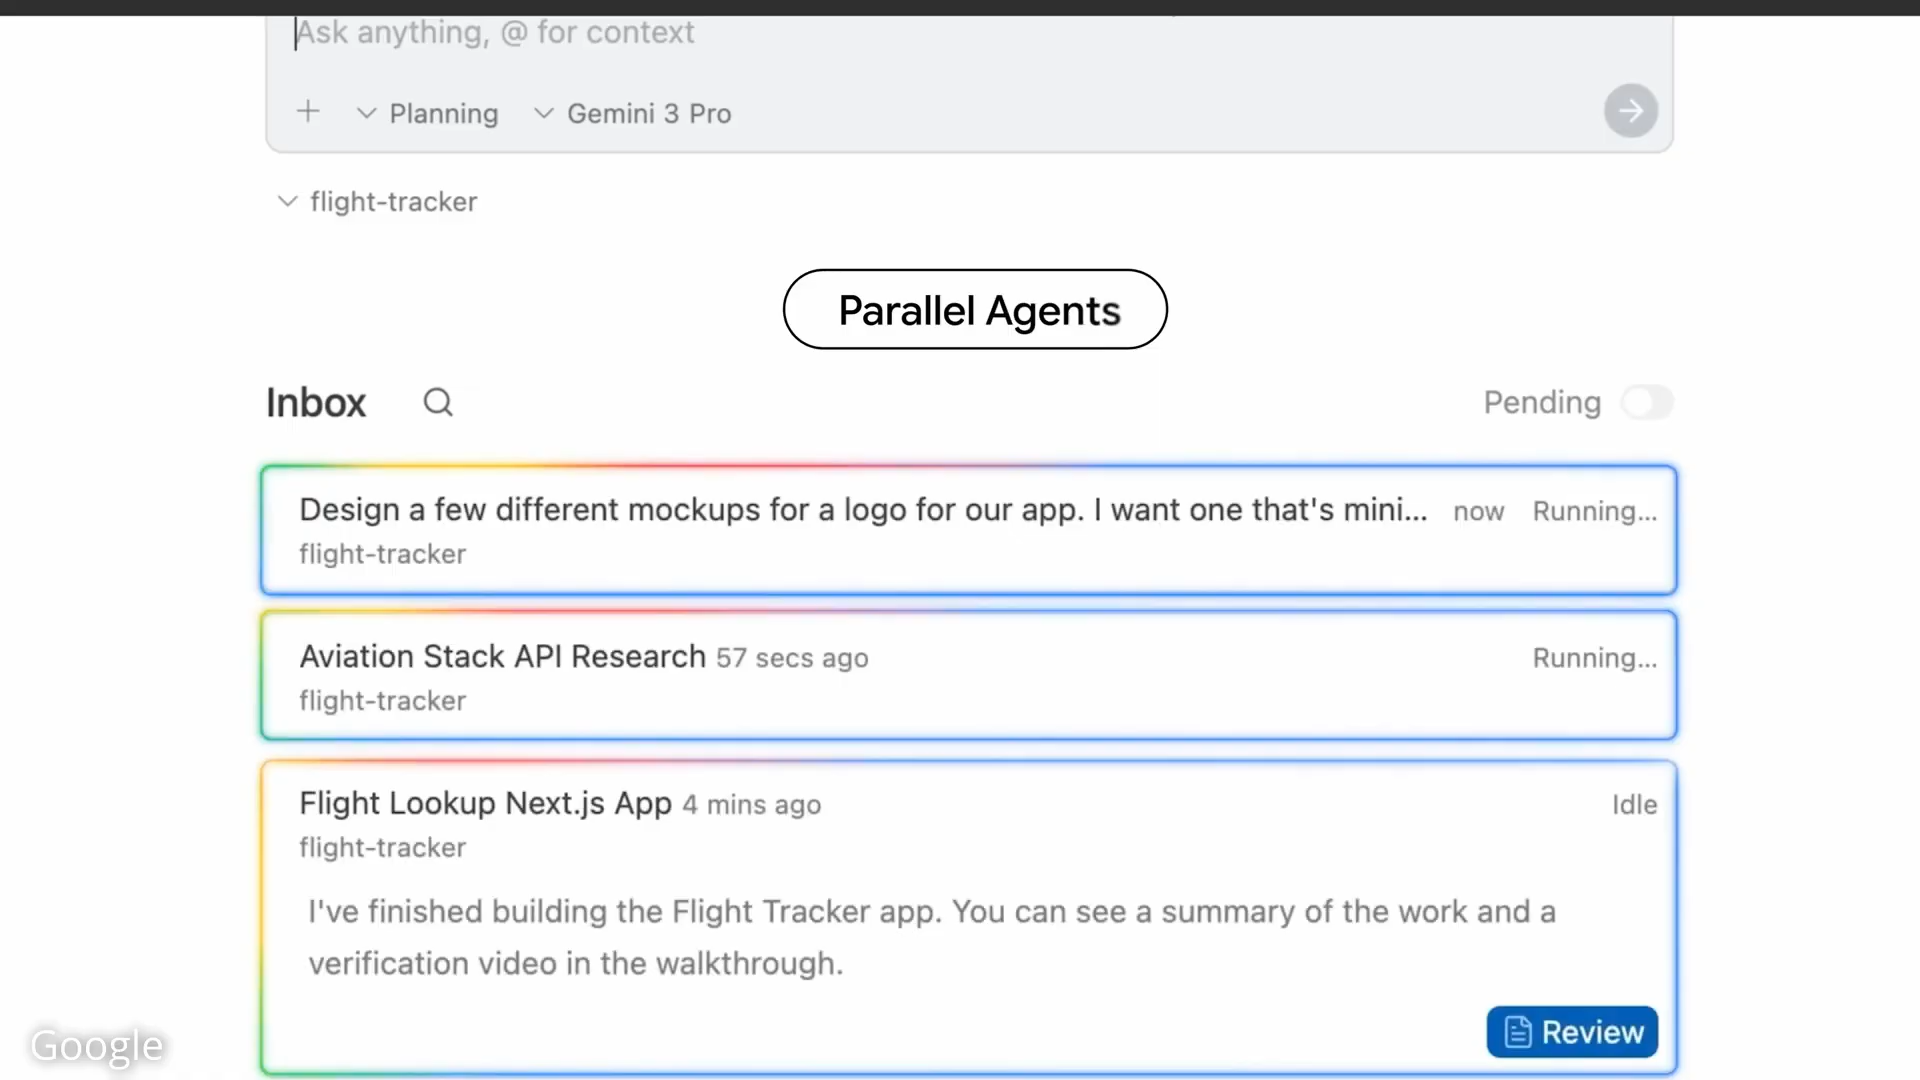 Ask anything, @ for context
Planning
Gemini 3 Pro
flight-tracker
Parallel Agents
Inbox
Pending
Design a few different mockups for a logo for our app. I want one that's mini... now Running...
flight-tracker
Aviation Stack API Research 57 secs ago Running...
flight-tracker
Flight Lookup Next.js App 4 mins ago Idle
flight-tracker
I've finished building the Flight Tracker app. You can see a summary of the work and a
verification video in the walkthrough.
Review
Google